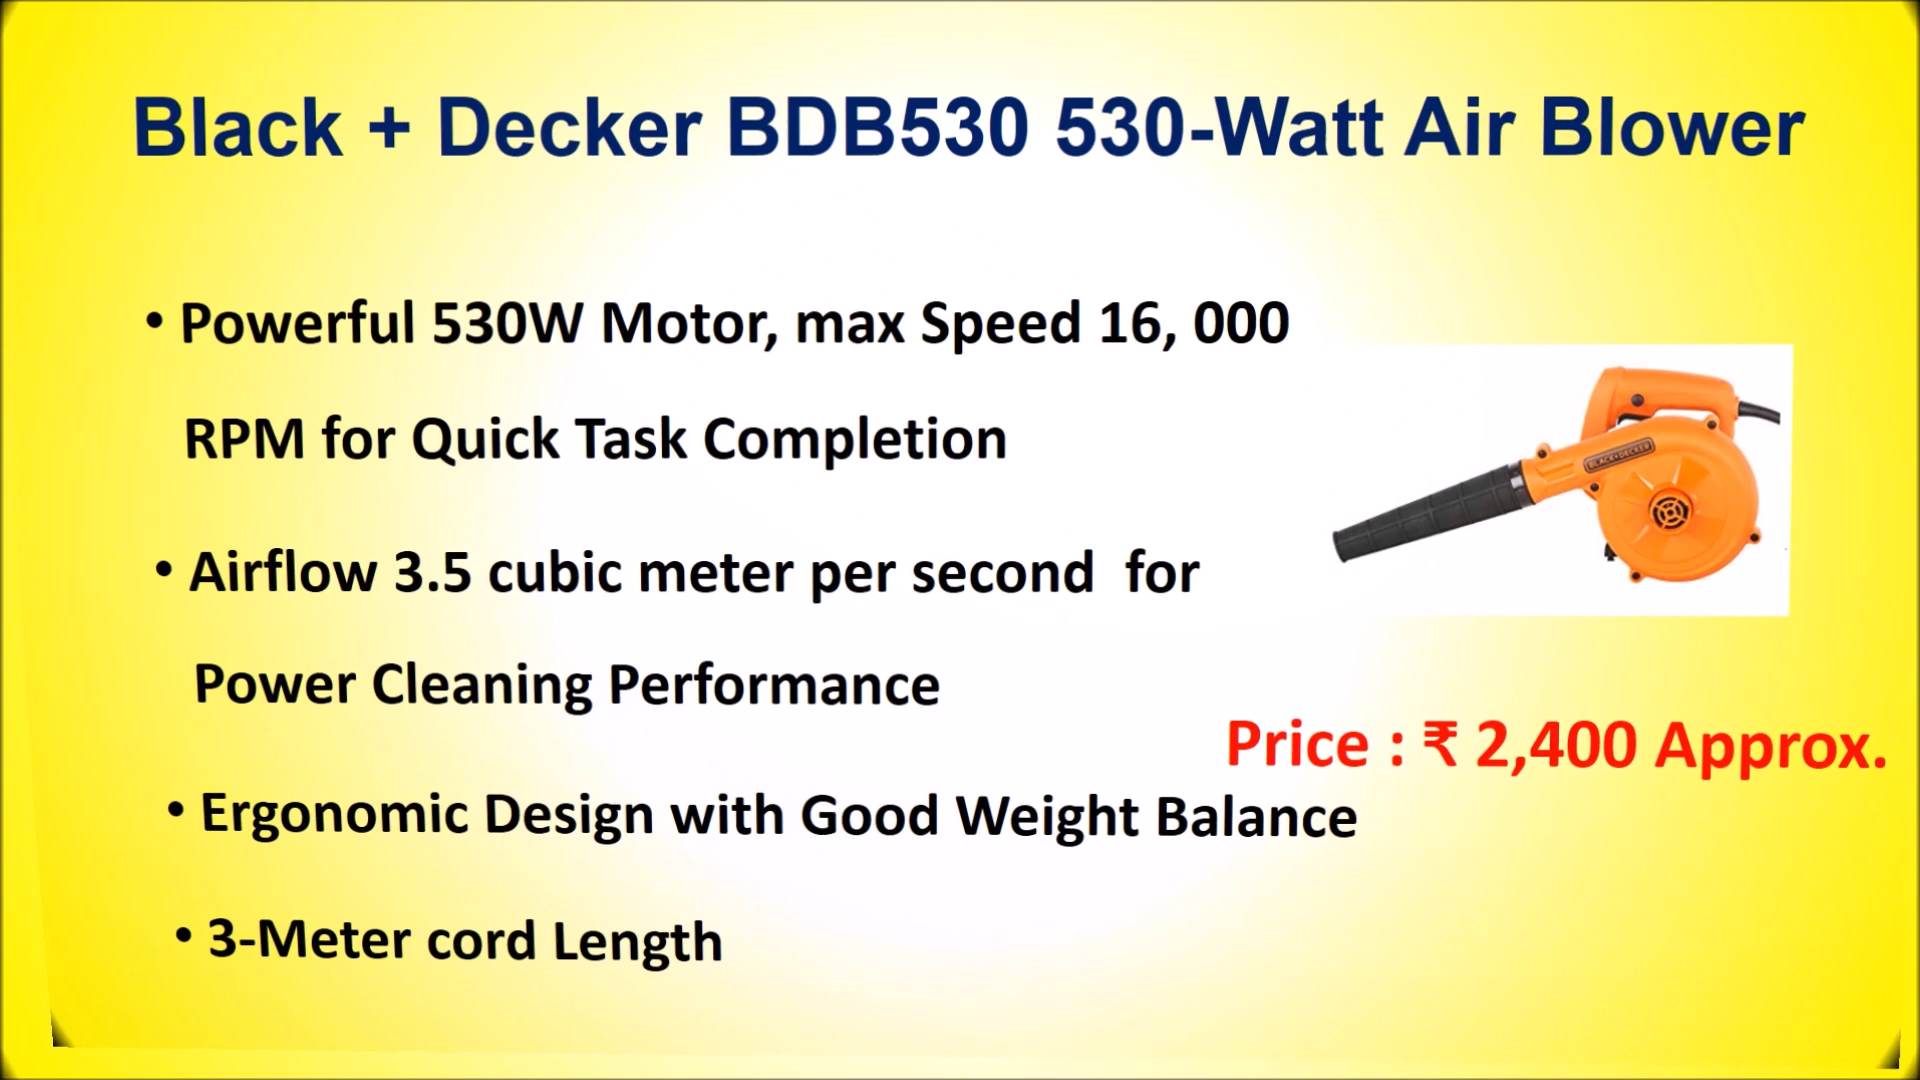 Black + Decker BDB530 530-Watt Air Blower
• Powerful 530W Motor, max Speed 16, 000
RPM for Quick Task Completion
BLACK+DECKER
• Airflow 3.5 cubic meter per second  for
Power Cleaning Performance
Price : ₹ 2,400 Approx.
• Ergonomic Design with Good Weight Balance
• 3-Meter cord Length